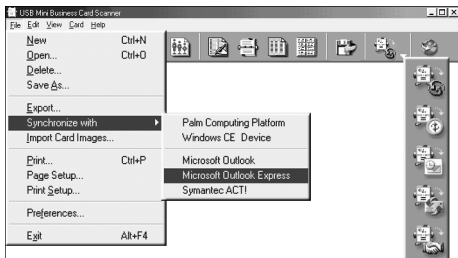 USB Mini Business Card Scanner
File Edit View Card Help
New Ctrl+N
Open... Ctrl+O
Delete...
Save As...
Export...
Synchronize with
Import Card Images...
Print... Ctrl+P
Page Setup...
Print Setup...
Preferences...
Exit Alt+F4
Palm Computing Platform
Windows CE Device
Microsoft Outlook
Microsoft Outlook Express
Symantec ACT!